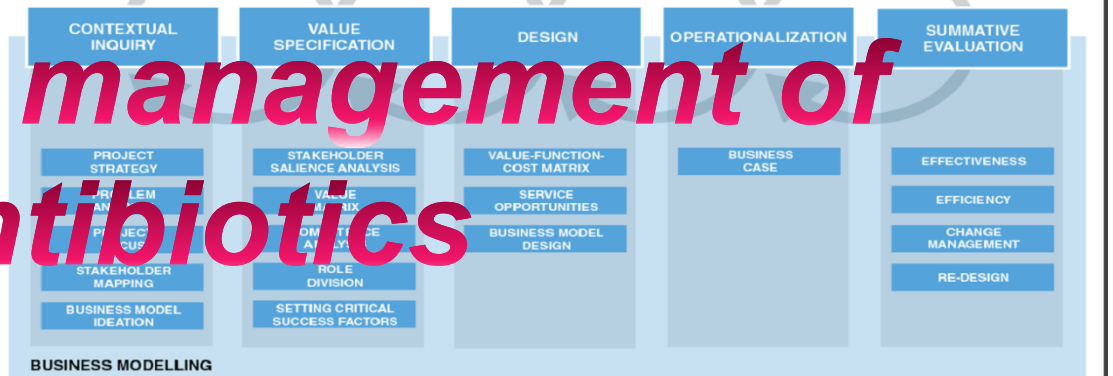 CONTEXTUAL
INQUIRY
VALUE
SPECIFICATION
DESIGN
OPERATIONALIZATION
SUMMATIVE
EVALUATION
management of
ntibiotics
PROJECT
STRATEGY
STAKEHOLDER
MAPPING
BUSINESS MODEL
IDEATION
STAKEHOLDER
SALIENCE ANALYSIS
ROLE
DIVISION
SETTING CRITICAL
SUCCESS FACTORS
VALUE-FUNCTION-
COST MATRIX
SERVICE
OPPORTUNITIES
BUSINESS MODEL
DESIGN
BUSINESS
CASE
EFFECTIVENESS
EFFICIENCY
CHANGE
MANAGEMENT
RE-DESIGN
BUSINESS MODELLING